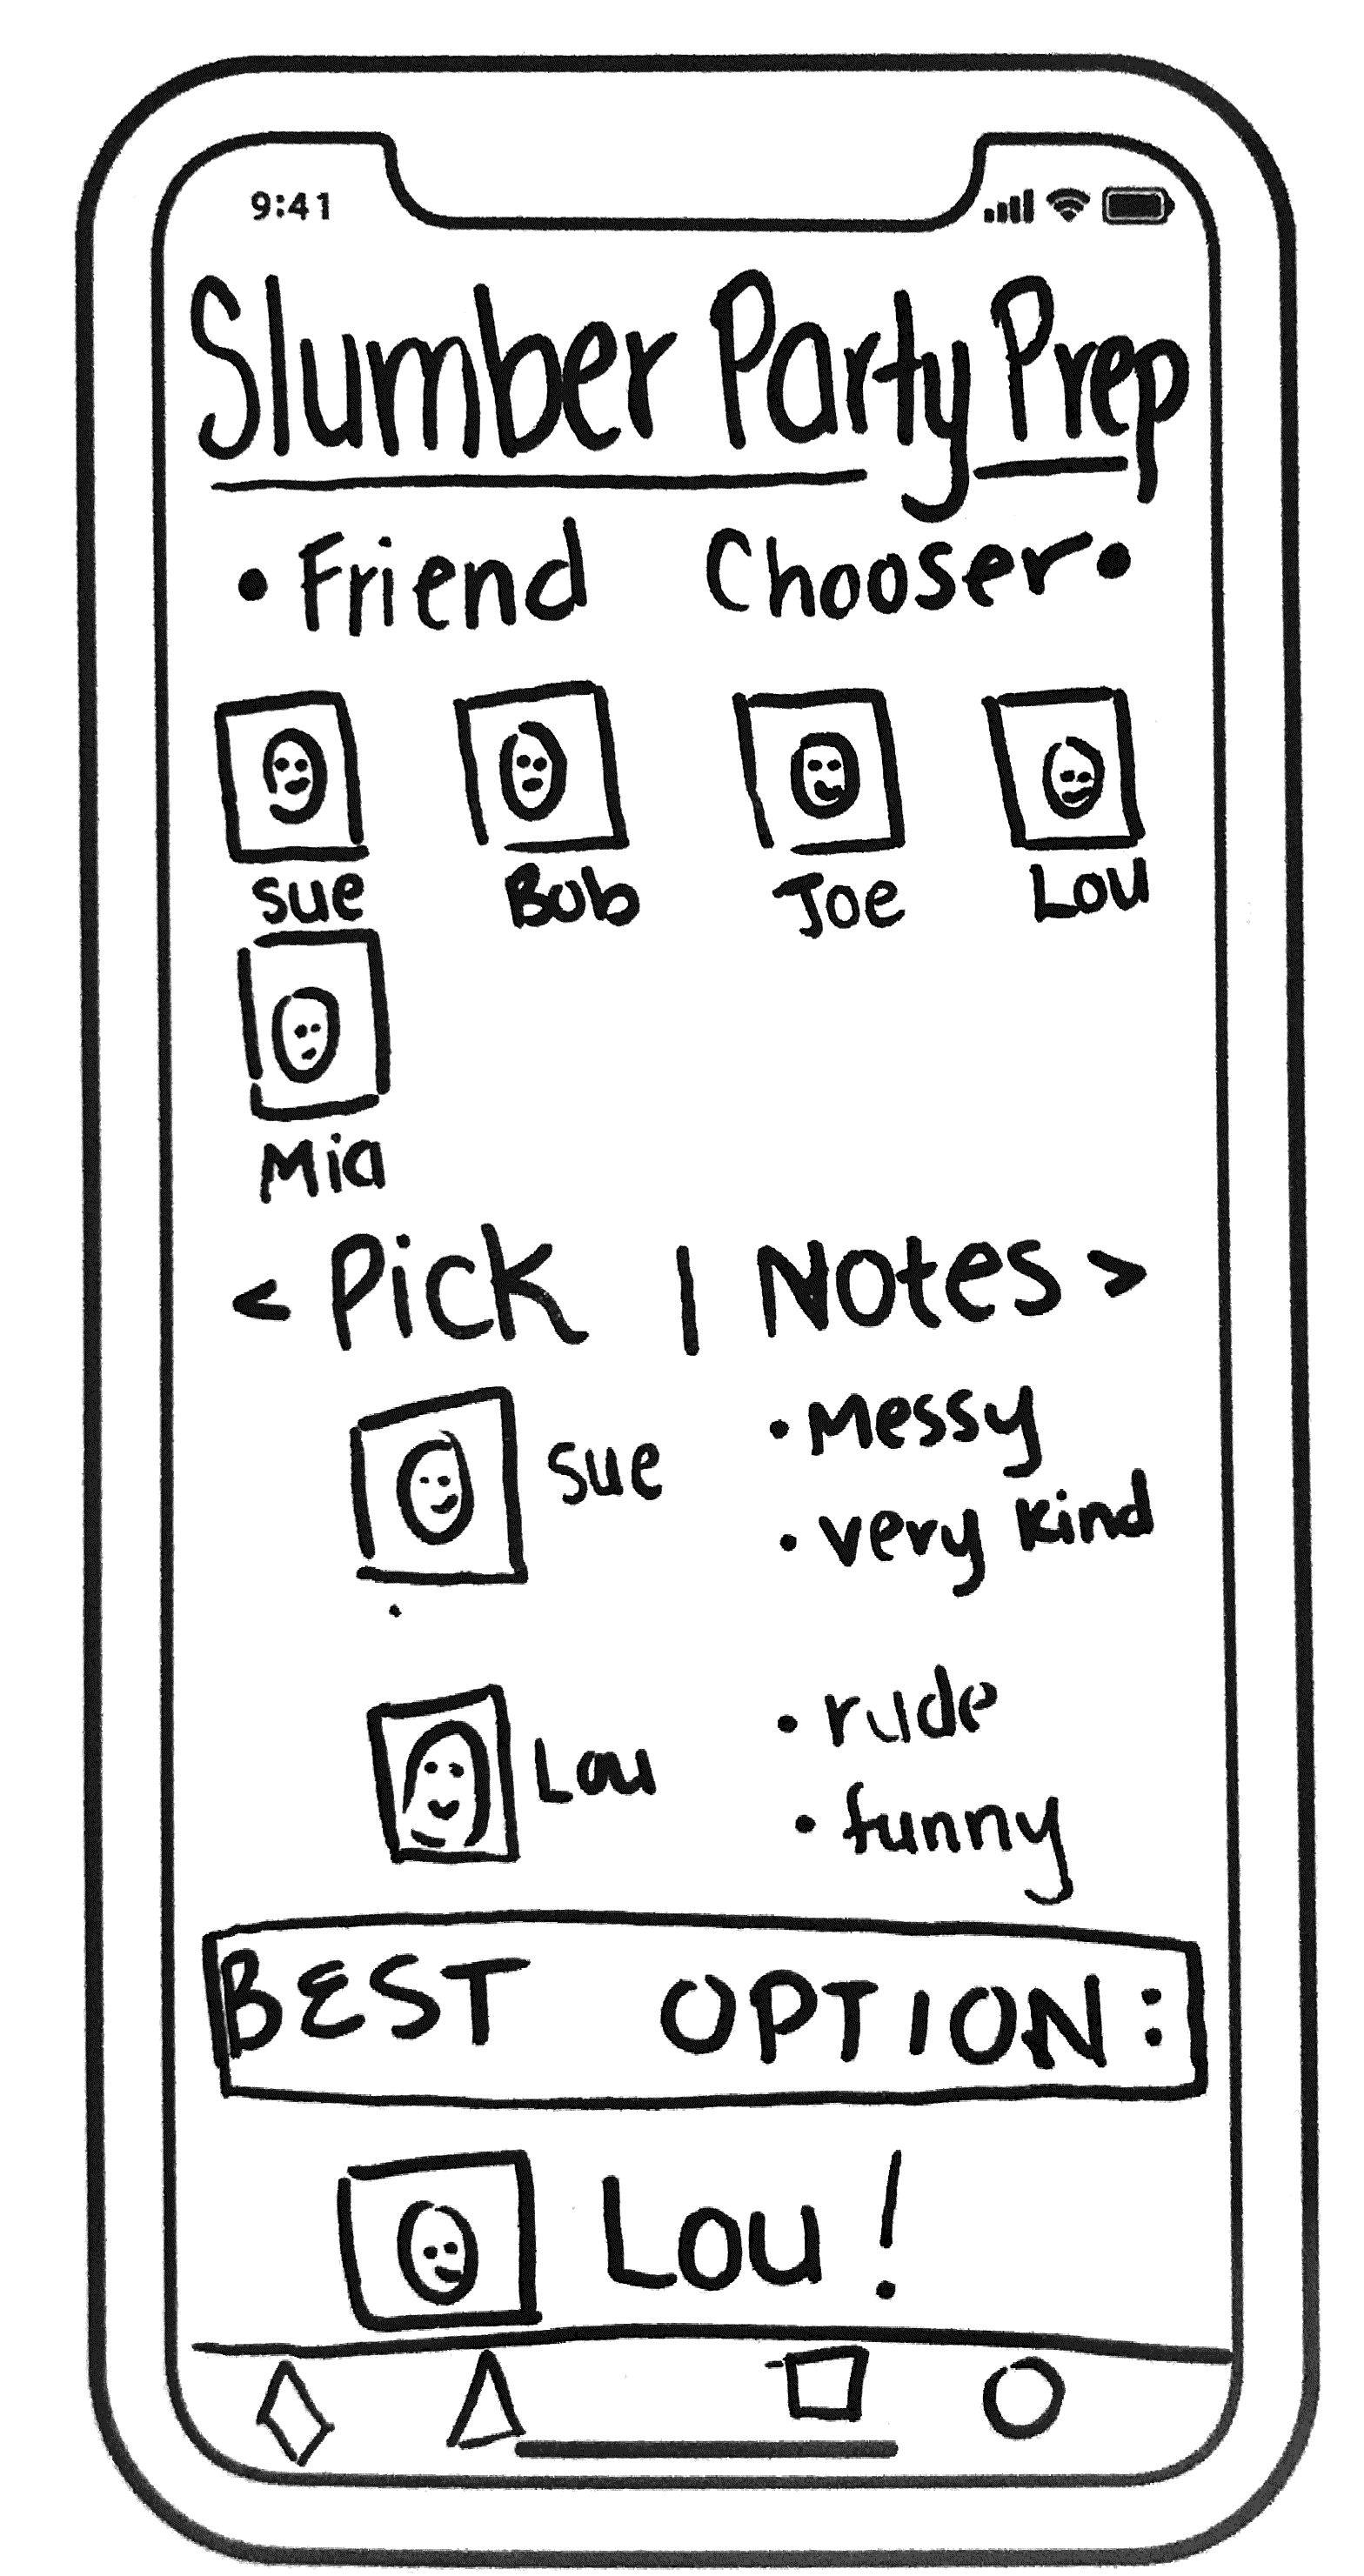 9:41
Slumber Party Prep
• Friend Chooser •
Sue Bob Joe Lou
Mia
< Pick | Notes >
Sue
• Messy
• very kind
Lou
• rude
• funny
BEST OPTION:
Lou!